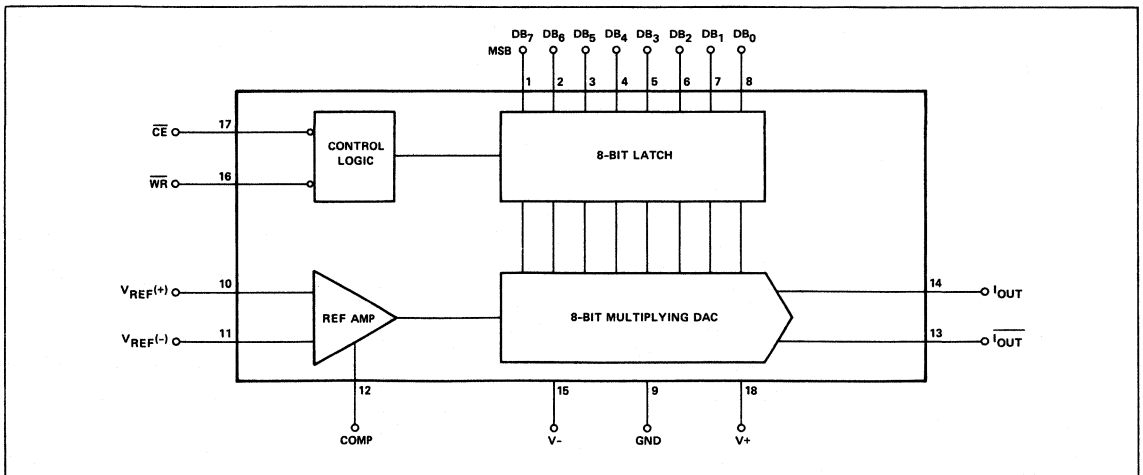 DB7 DB6 DB5 DB4 DB3 DB2 DB1 DB0
MSB
1 2 3 4 5 6 7 8
CE 17
CONTROL
LOGIC
8-BIT LATCH
WR 16
VREF(+) 10
REF AMP
8-BIT MULTIPLYING DAC
14 IOUT
VREF(-) 11
13 IOUT
12 15 9 18
COMP V- GND V+